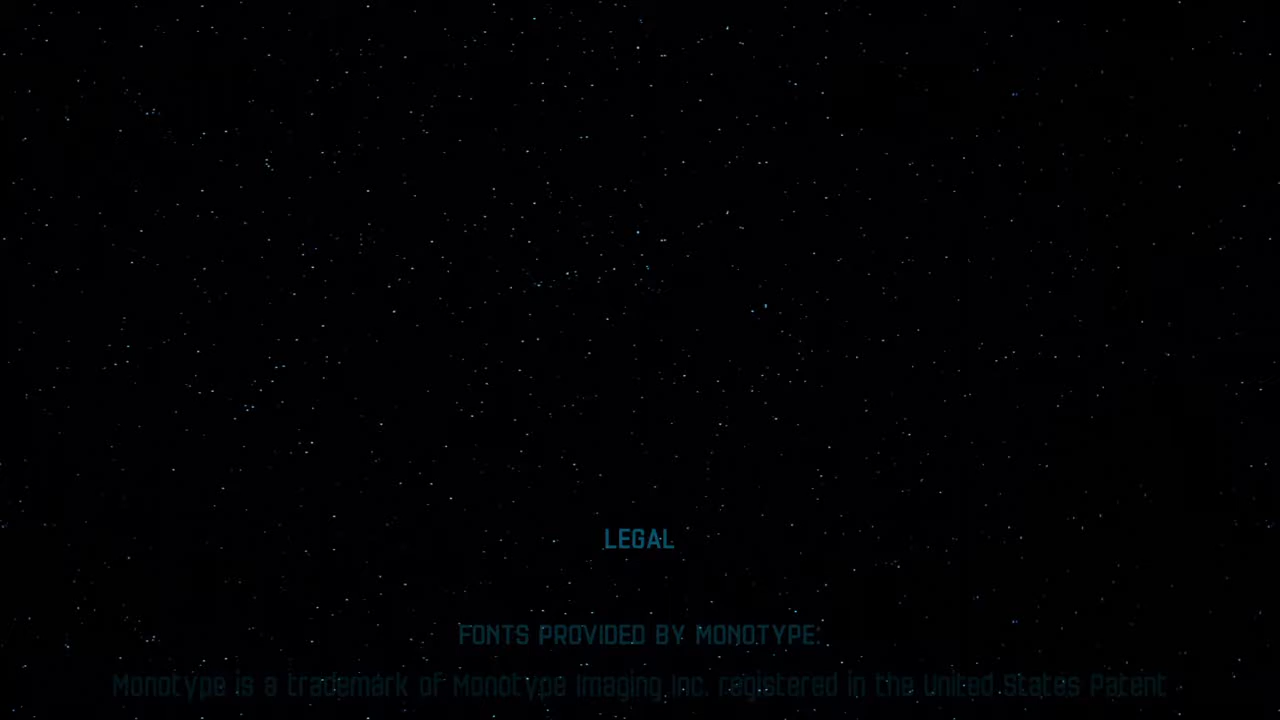 LEGAL
FONTS PROVIDED BY MONOTYPE:
Monotype is a trademark of Monotype Imaging Inc. registered in the United States Patent